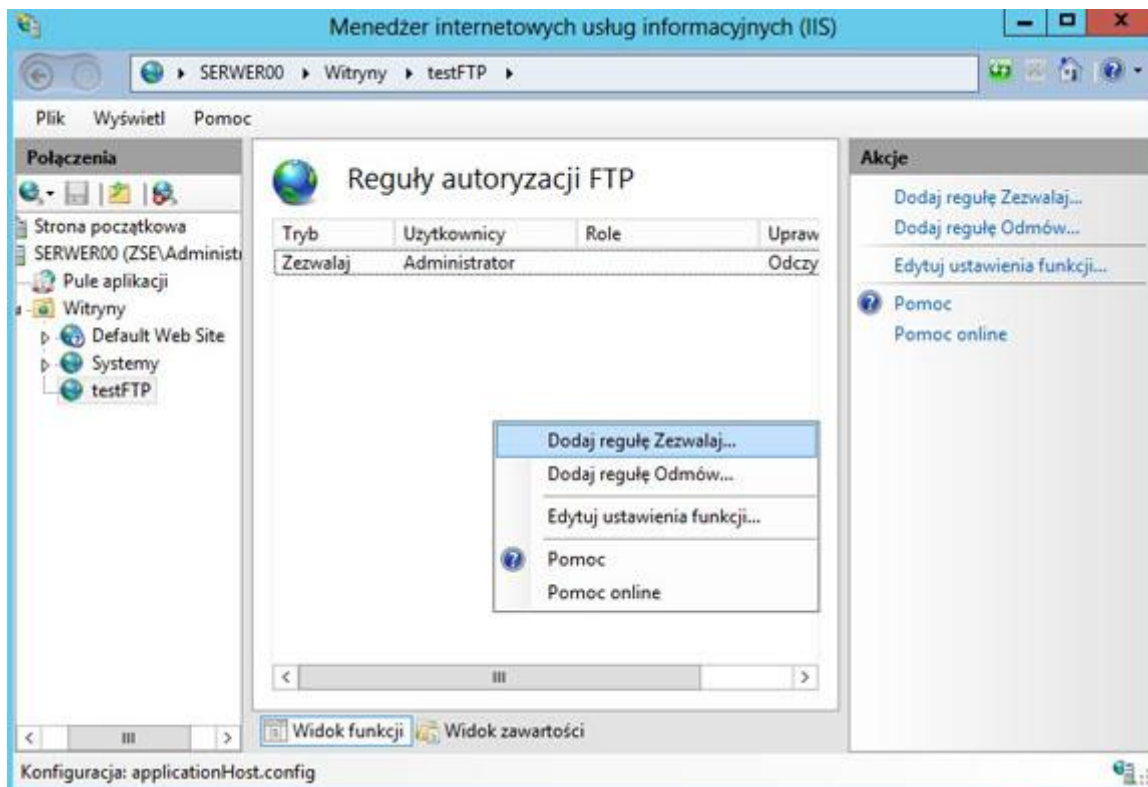 Menedżer internetowych usług informacyjnych (IIS)
SERWER00 Witryny testFTP
Plik Wyświetl Pomoc
Połączenia
Strona początkowa
SERWER00 (ZSE\Administ
Pule aplikacji
Witryny
Default Web Site
Systemy
testFTP
Reguły autoryzacji FTP
Tryb Użytkownicy Role Upraw
Zezwalaj Administrator Odczy
Dodaj regułę Zezwalaj...
Dodaj regułę Odmów...
Edytuj ustawienia funkcji...
Pomoc
Pomoc online
Widok funkcji Widok zawartości
Akcje
Dodaj regułę Zezwalaj...
Dodaj regułę Odmów...
Edytuj ustawienia funkcji...
Pomoc
Pomoc online
Konfiguracja: applicationHost.config